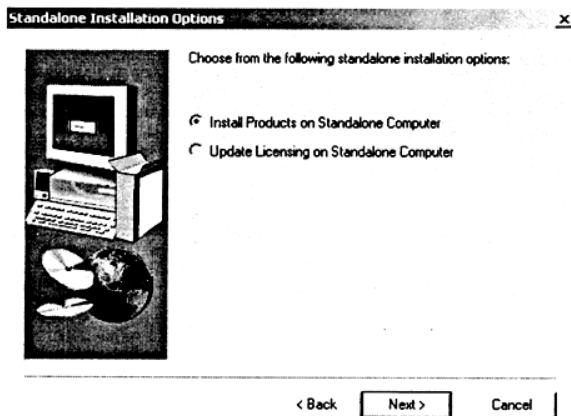 Standalone Installation Options
x
Choose from the following standalone installation options:
Install Products on Standalone Computer
Update Licensing on Standalone Computer
< Back Next > Cancel